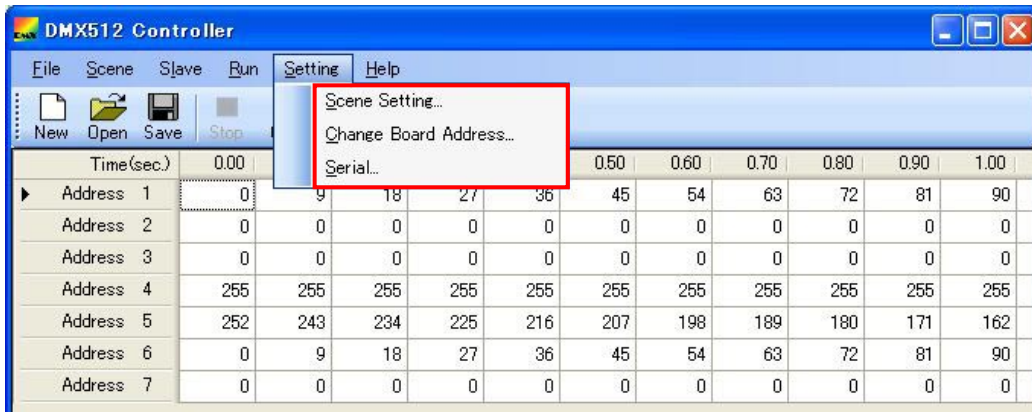 DMX512 Controller
File Scene Slave Run Setting Help
Scene Setting...
Change Board Address...
Serial...
New Open Save Stop
Time(sec.) 0.00 0.50 0.60 0.70 0.80 0.90 1.00
Address 1 0 9 18 27 36 45 54 63 72 81 90
Address 2 0 0 0 0 0 0 0 0 0 0 0
Address 3 0 0 0 0 0 0 0 0 0 0 0
Address 4 255 255 255 255 255 255 255 255 255 255 255
Address 5 252 243 234 225 216 207 198 189 180 171 162
Address 6 0 9 18 27 36 45 54 63 72 81 90
Address 7 0 0 0 0 0 0 0 0 0 0 0